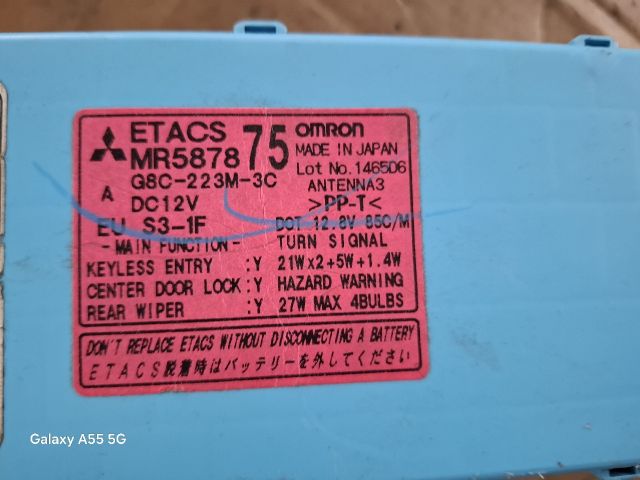 ETACS 75 OMRON
MR5878 MADE IN JAPAN
G8C-223M-3C Lot No.1465D6
A DC12V ANTENNA3
>PP-T<
EU S3-1F DOT 12.8V 85C/M
- MAIN FUNCTION - TURN SIGNAL
KEYLESS ENTRY :Y 21W×2+5W+1.4W
CENTER DOOR LOCK :Y HAZARD WARNING
REAR WIPER :Y 27W MAX 4BULBS
DON'T REPLACE ETACS WITHOUT DISCONNECTING A BATTERY
ETACS脱着時はバッテリーを外してください
Galaxy A55 5G